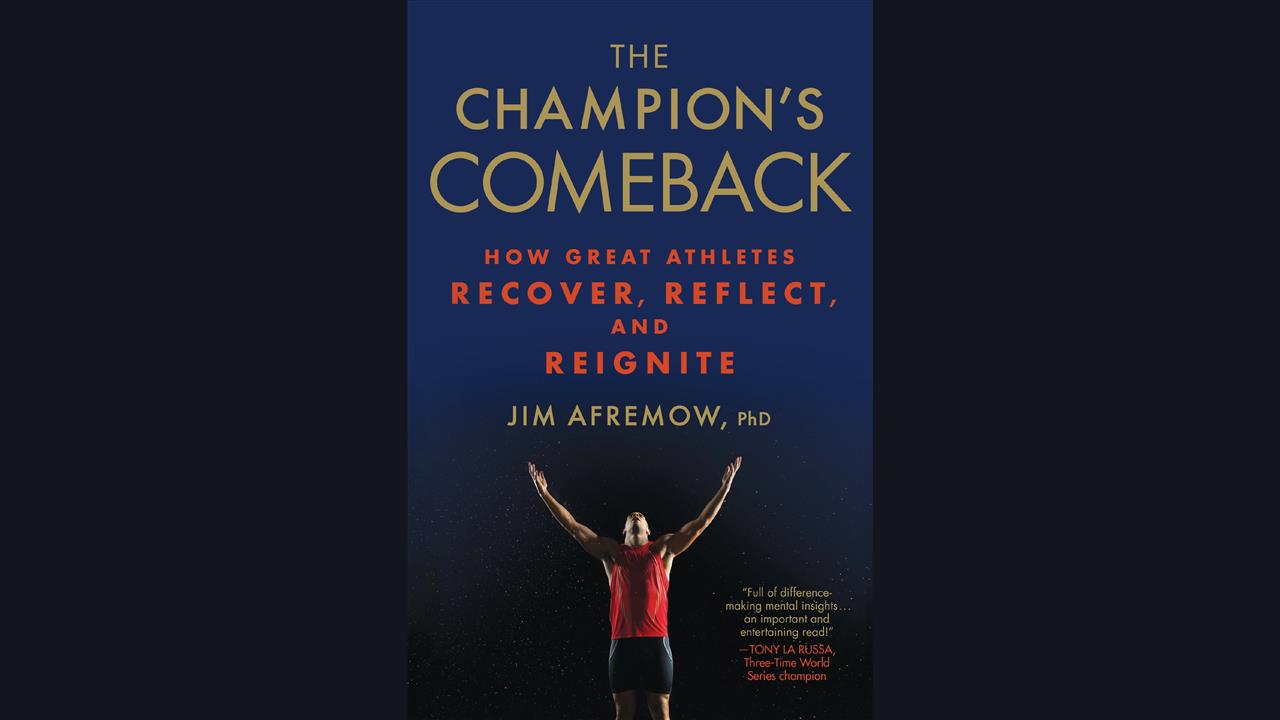 THE
CHAMPION'S
COMEBACK
HOW GREAT ATHLETES
RECOVER, REFLECT,
AND
REIGNITE
JIM AFREMOW, PhD
“Full of difference-
making mental insights...
an important and
entertaining read!”
—TONY LA RUSSA,
Three-Time World
Series champion